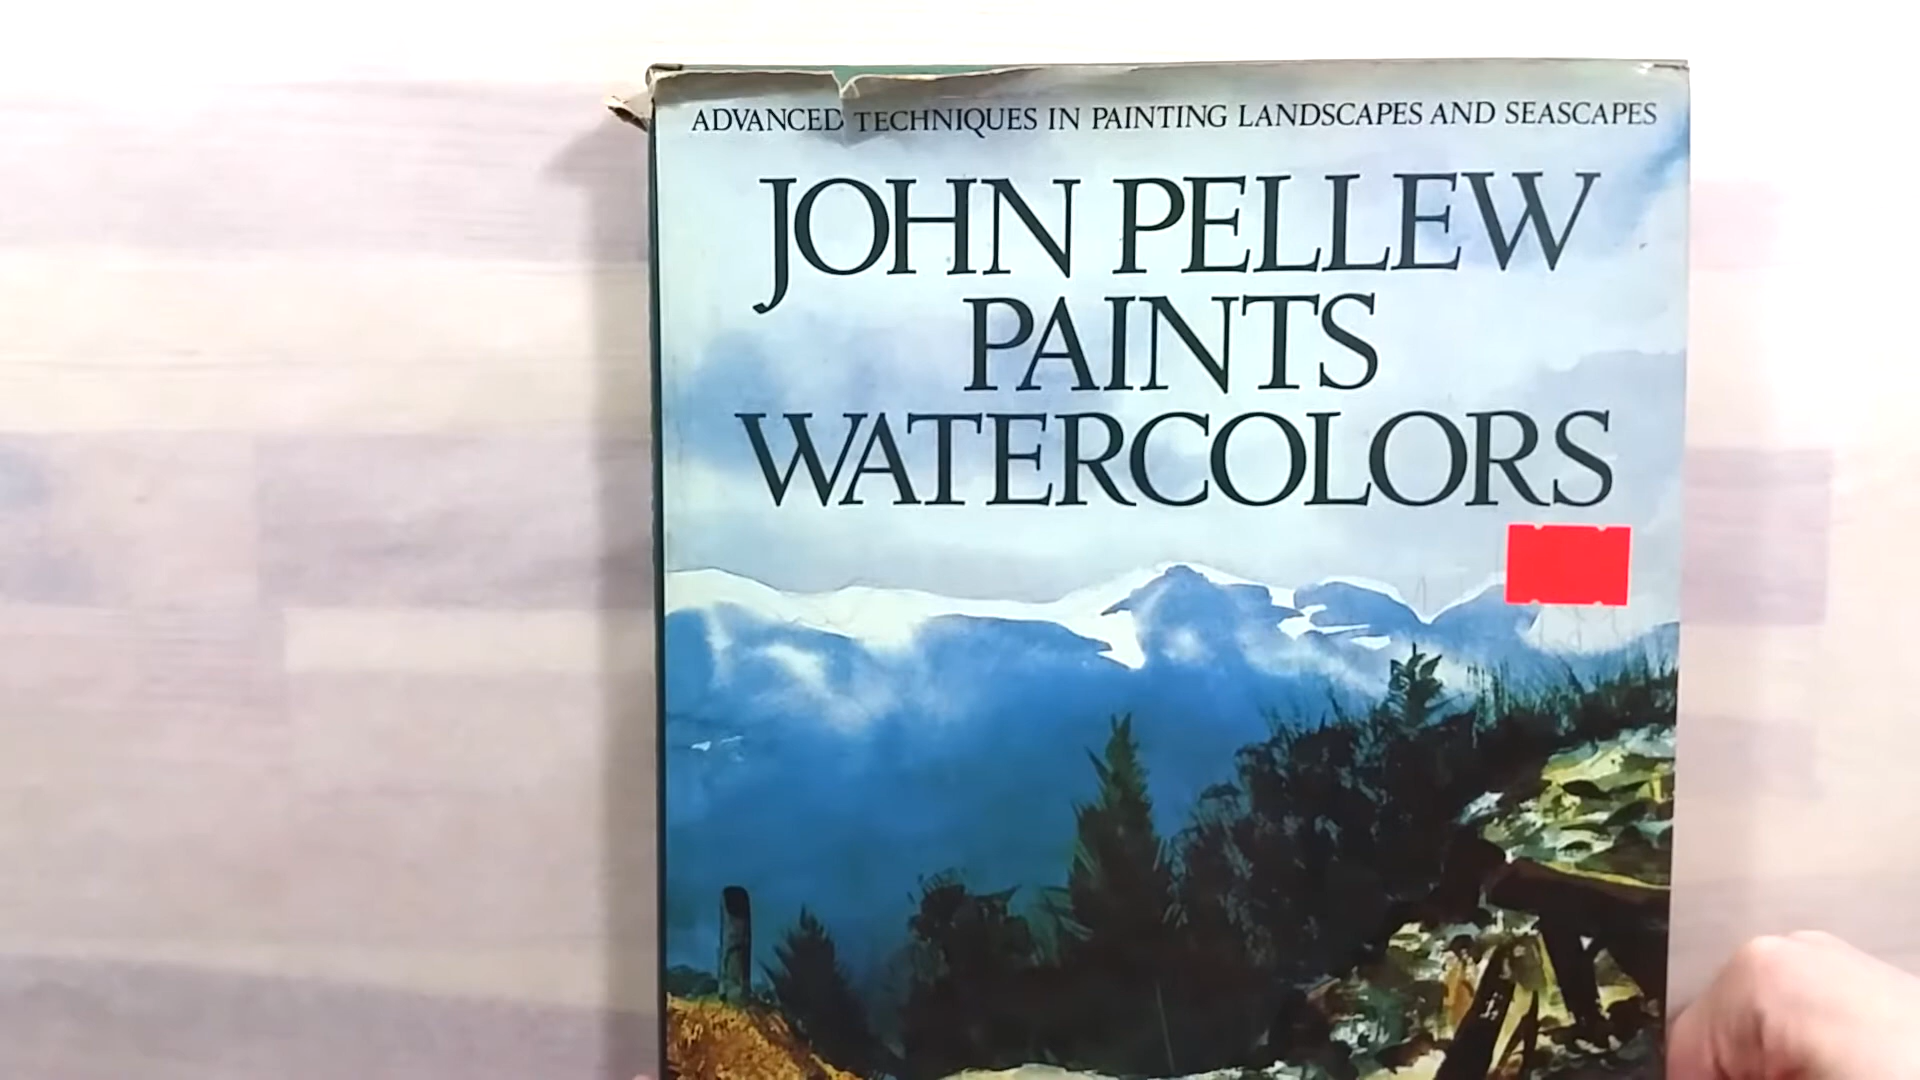 ADVANCED TECHNIQUES IN PAINTING LANDSCAPES AND SEASCAPES
JOHN PELLEW
PAINTS
WATERCOLORS